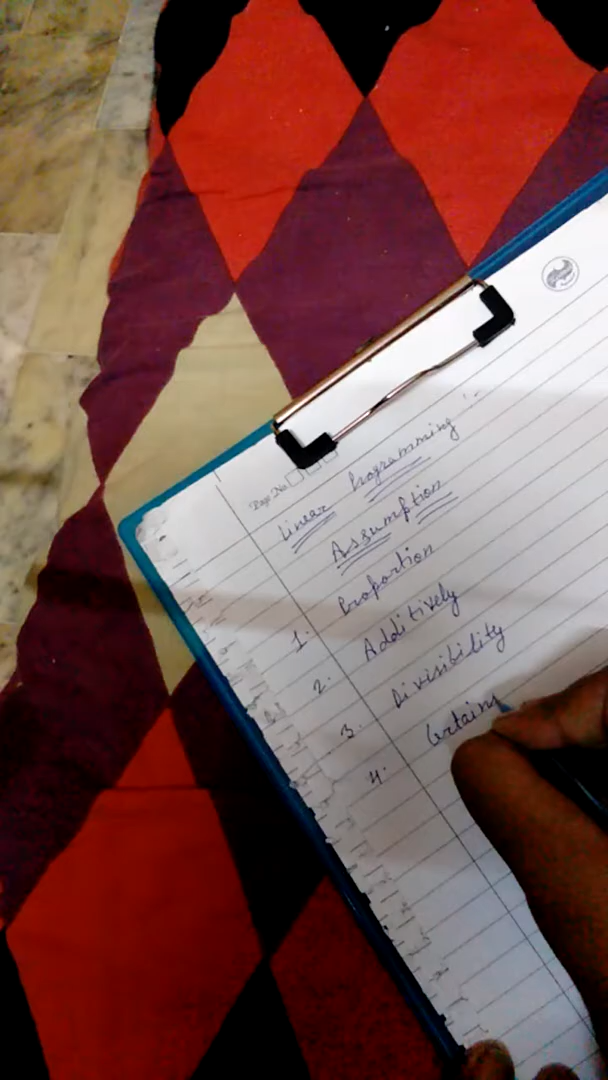 Page No.
Linear Programming :-
Assumption
1. Proportion
2. Additively
3. Divisibility
4. Certain